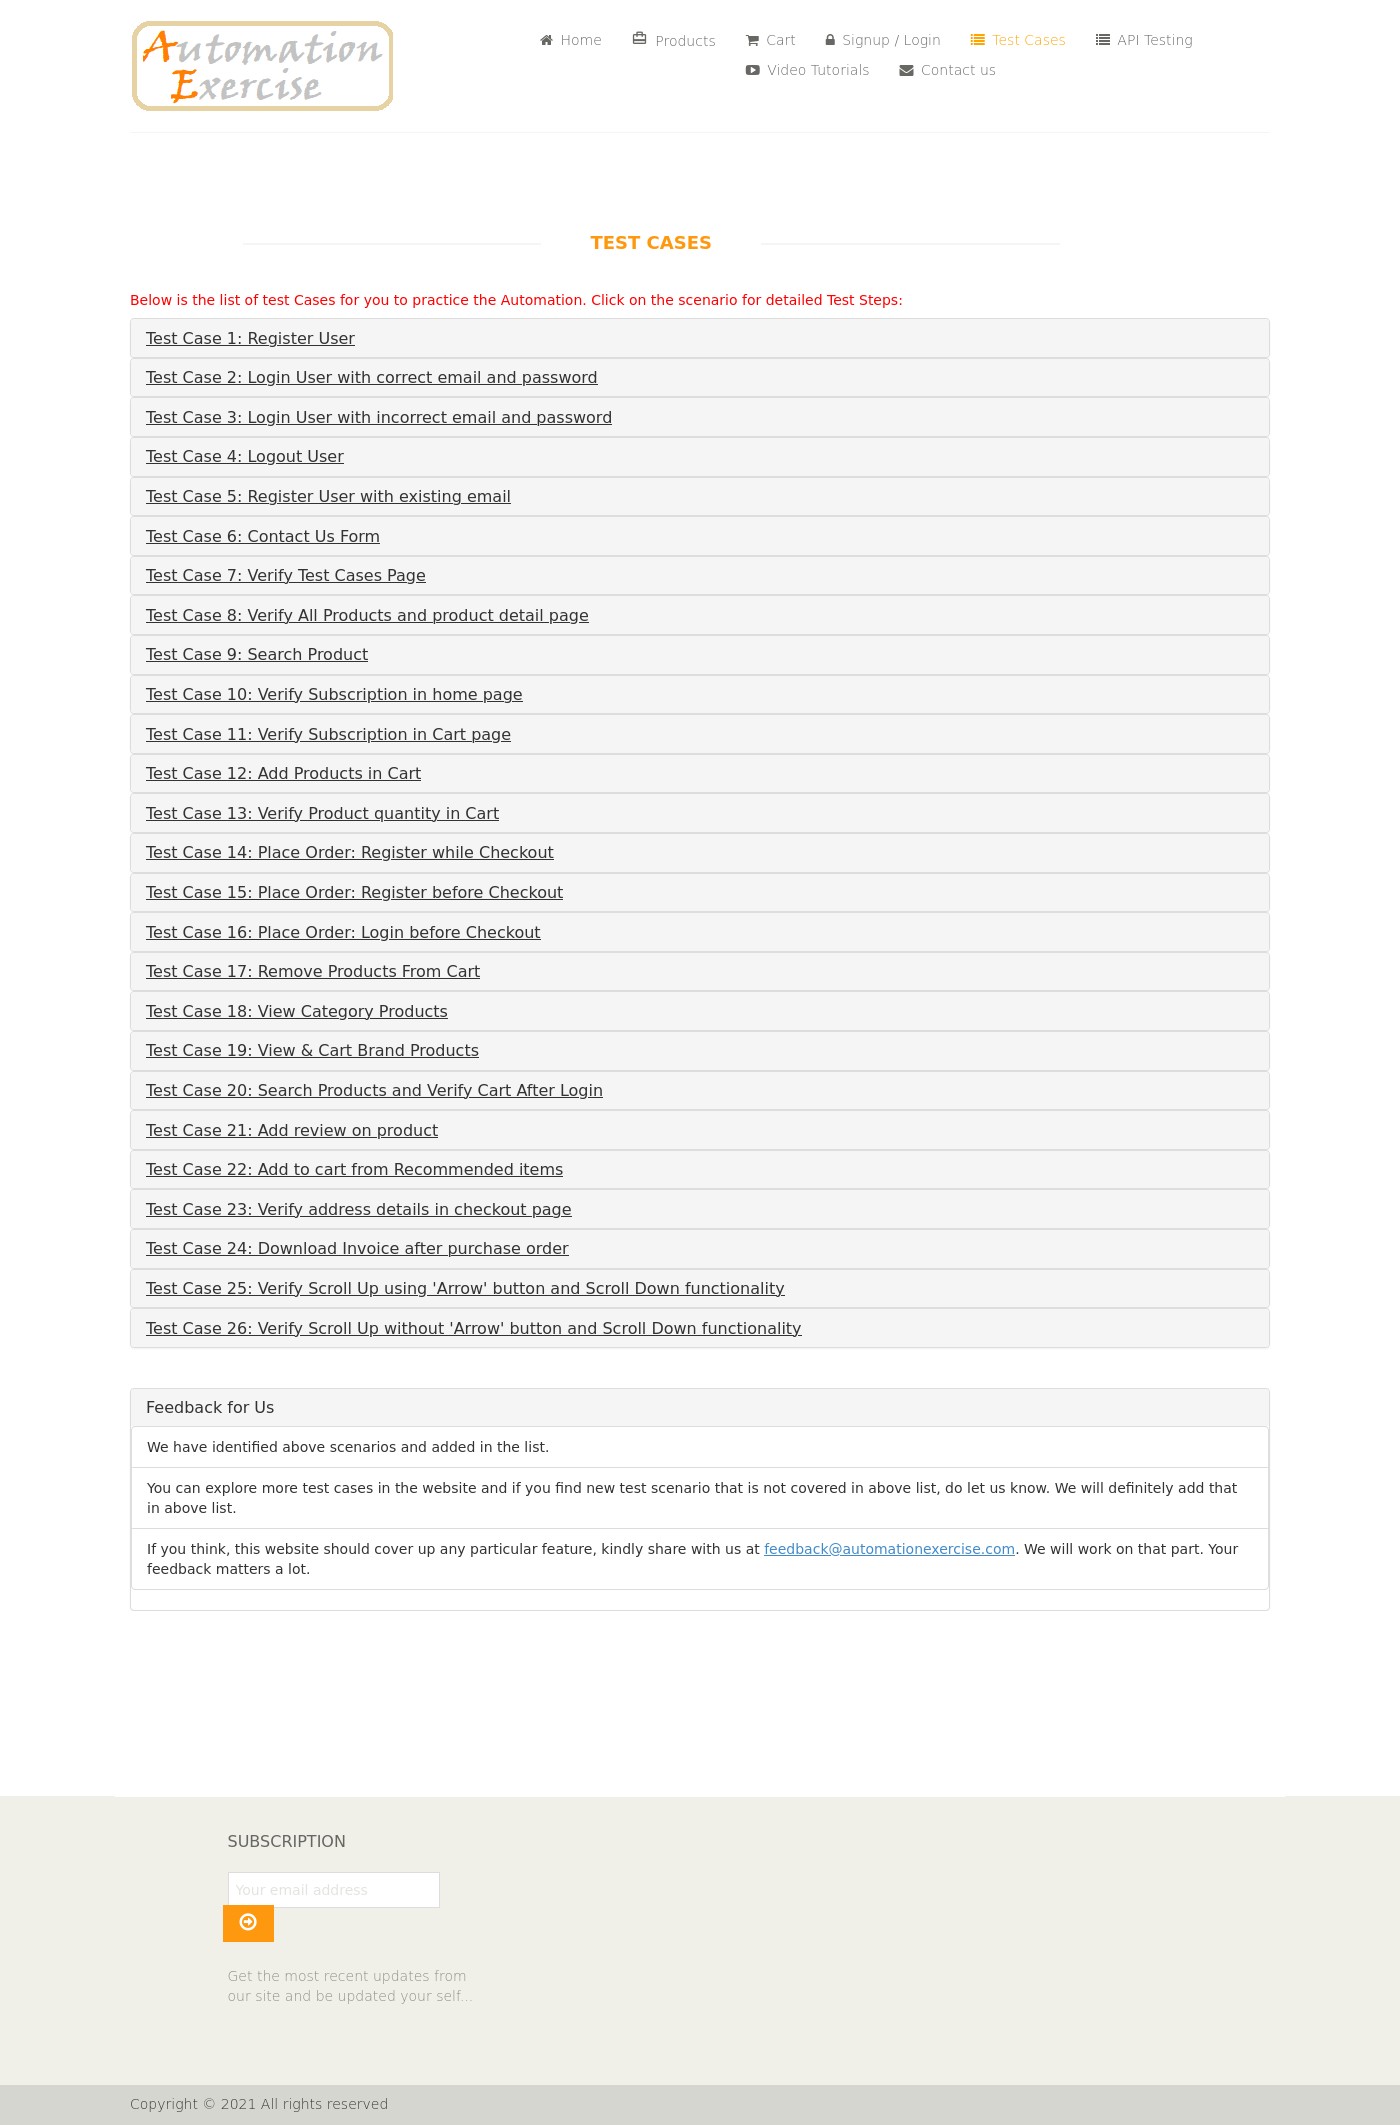 Automation
Exercise
Home
Products
Cart
Signup / Login
Test Cases
API Testing
Video Tutorials
Contact us
TEST CASES
Below is the list of test Cases for you to practice the Automation. Click on the scenario for detailed Test Steps:
Test Case 1: Register User
Test Case 2: Login User with correct email and password
Test Case 3: Login User with incorrect email and password
Test Case 4: Logout User
Test Case 5: Register User with existing email
Test Case 6: Contact Us Form
Test Case 7: Verify Test Cases Page
Test Case 8: Verify All Products and product detail page
Test Case 9: Search Product
Test Case 10: Verify Subscription in home page
Test Case 11: Verify Subscription in Cart page
Test Case 12: Add Products in Cart
Test Case 13: Verify Product quantity in Cart
Test Case 14: Place Order: Register while Checkout
Test Case 15: Place Order: Register before Checkout
Test Case 16: Place Order: Login before Checkout
Test Case 17: Remove Products From Cart
Test Case 18: View Category Products
Test Case 19: View & Cart Brand Products
Test Case 20: Search Products and Verify Cart After Login
Test Case 21: Add review on product
Test Case 22: Add to cart from Recommended items
Test Case 23: Verify address details in checkout page
Test Case 24: Download Invoice after purchase order
Test Case 25: Verify Scroll Up using 'Arrow' button and Scroll Down functionality
Test Case 26: Verify Scroll Up without 'Arrow' button and Scroll Down functionality
Feedback for Us
We have identified above scenarios and added in the list.
You can explore more test cases in the website and if you find new test scenario that is not covered in above list, do let us know. We will definitely add that
in above list.
If you think, this website should cover up any particular feature, kindly share with us at feedback@automationexercise.com. We will work on that part. Your
feedback matters a lot.
SUBSCRIPTION
Your email address
Get the most recent updates from
our site and be updated your self...
Copyright © 2021 All rights reserved